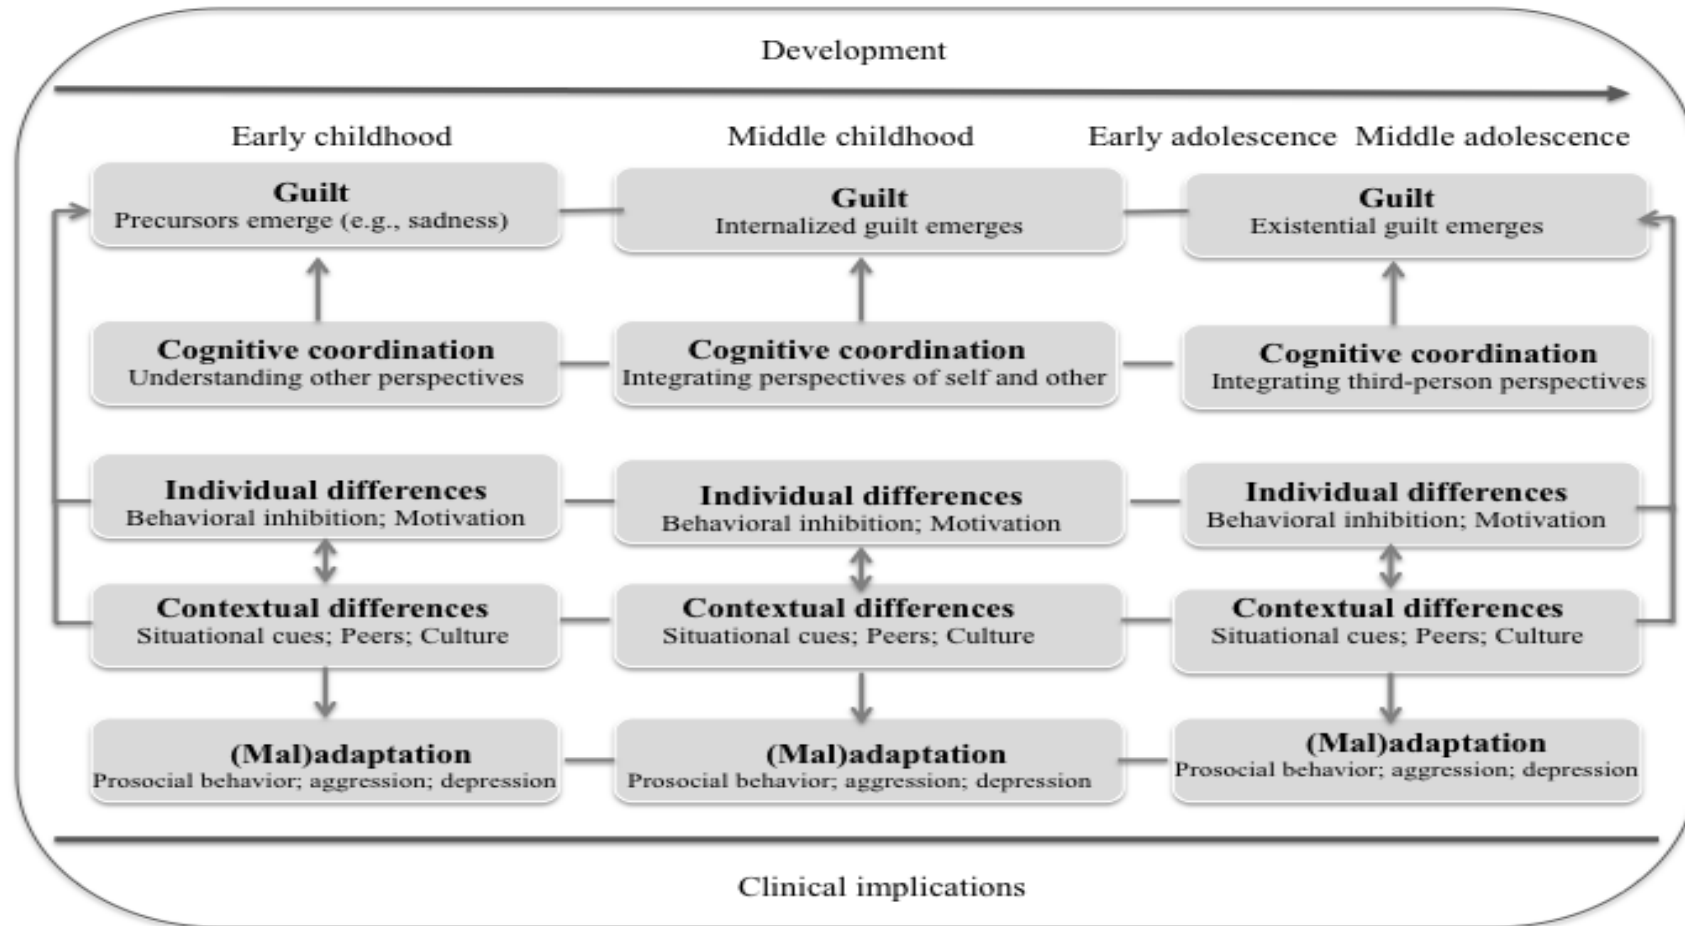 Development
Early childhood
Middle childhood
Early adolescence
Middle adolescence
Guilt
Precursors emerge (e.g., sadness)
Guilt
Internalized guilt emerges
Guilt
Existential guilt emerges
Cognitive coordination
Understanding other perspectives
Cognitive coordination
Integrating perspectives of self and other
Cognitive coordination
Integrating third-person perspectives
Individual differences
Behavioral inhibition; Motivation
Individual differences
Behavioral inhibition; Motivation
Individual differences
Behavioral inhibition; Motivation
Contextual differences
Situational cues; Peers; Culture
Contextual differences
Situational cues; Peers; Culture
Contextual differences
Situational cues; Peers; Culture
(Mal)adaptation
Prosocial behavior; aggression; depression
(Mal)adaptation
Prosocial behavior; aggression; depression
(Mal)adaptation
Prosocial behavior; aggression; depression
Clinical implications